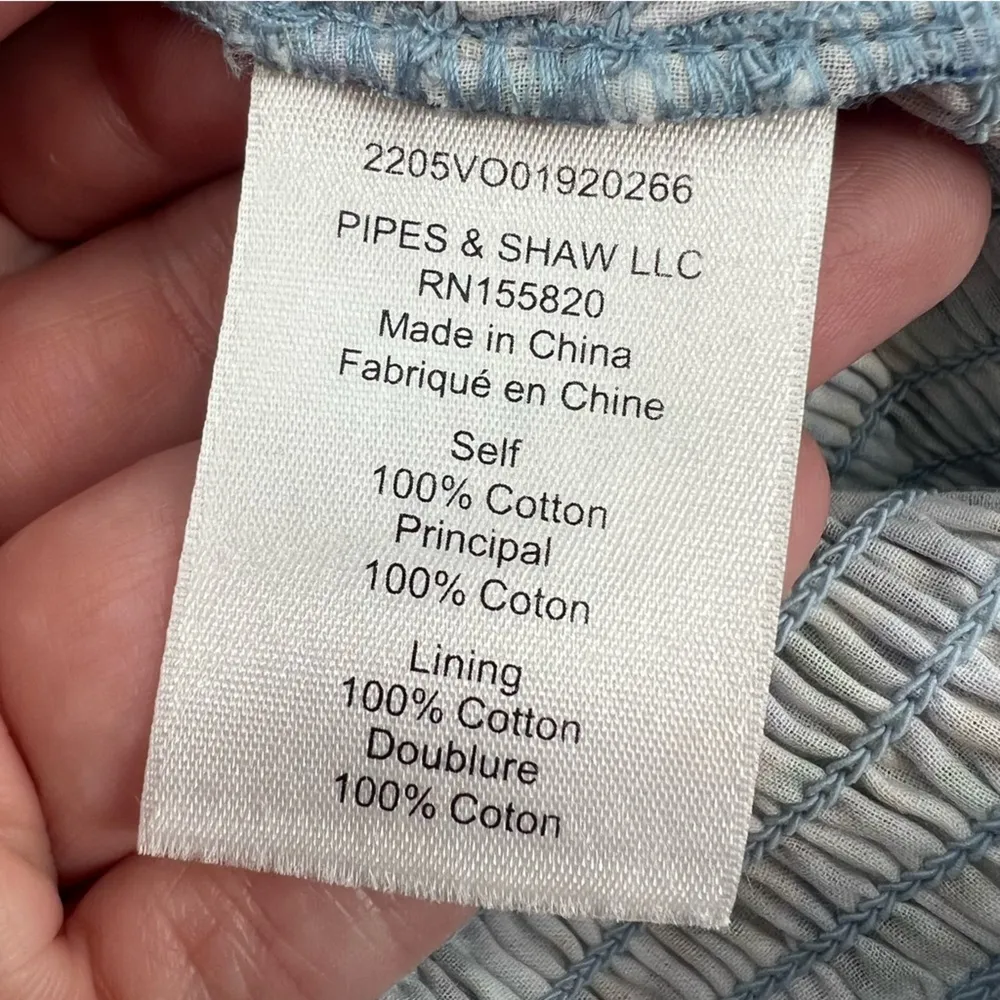 2205VO01920266
PIPES & SHAW LLC
RN155820
Made in China
Fabriqué en Chine
Self
100% Cotton
Principal
100% Coton
Lining
100% Cotton
Doublure
100% Coton